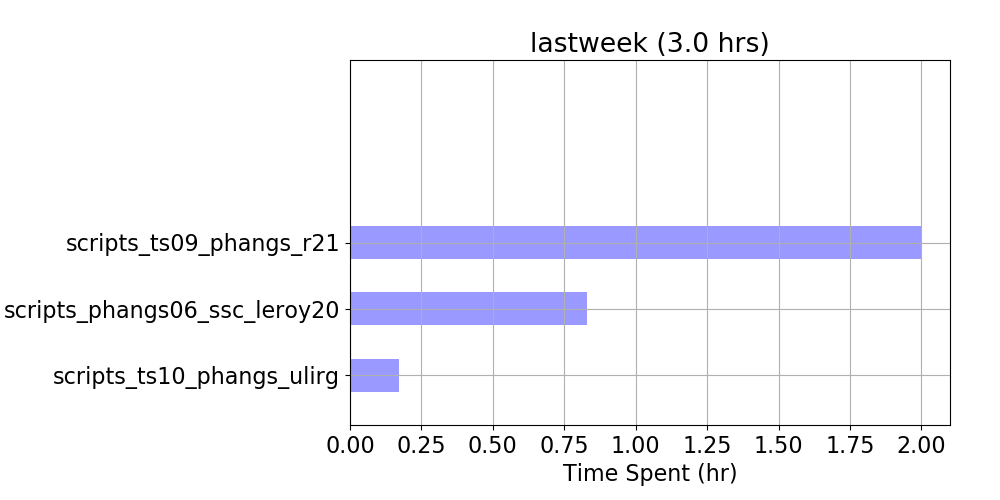 lastweek (3.0 hrs)
scripts_ts09_phangs_r21
scripts_phangs06_ssc_leroy20
scripts_ts10_phangs_ulirg
0.00 0.25 0.50 0.75 1.00 1.25 1.50 1.75 2.00
Time Spent (hr)